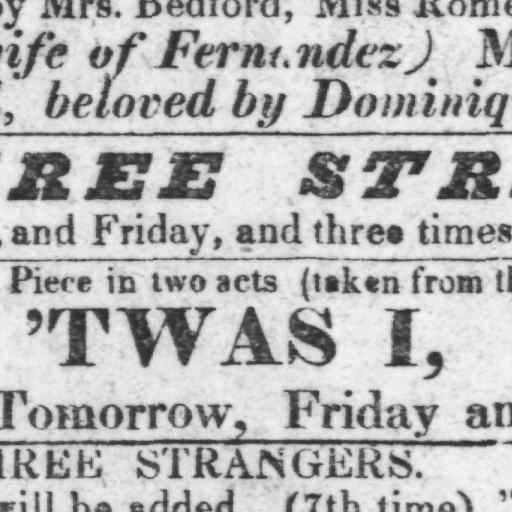 by Mrs. Bedford, Miss Rome
wife of Fernandez) M
, beloved by Dominiq
REE STR
, and Friday, and three times
Piece in two acts (taken from th
'TWAS I,
Tomorrow, Friday an
HREE STRANGERS.
will be added (7th time) '